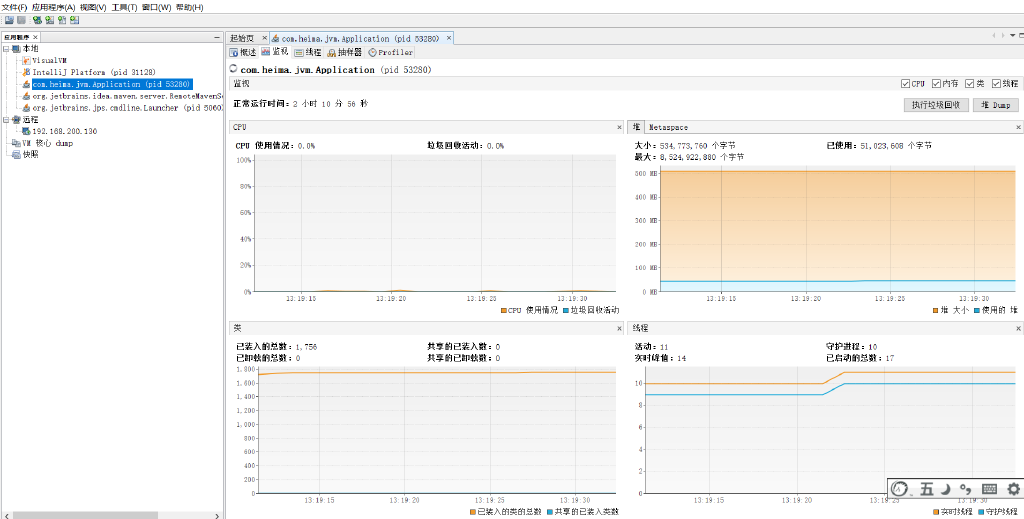 文件(F) 应用程序(A) 视图(V) 工具(T) 窗口(W) 帮助(H)
应用程序 ×
本地
VisualVM
IntelliJ Platform (pid 31128)
com.heima.jvm.Application (pid 53280)
org.jetbrains.idea.maven.server.RemoteMavenSe
org.jetbrains.jps.cmdline.Launcher (pid 5060
远程
192.168.200.130
VM 核心 dump
快照
起始页 × com.heima.jvm.Application (pid 53280) ×
概述 监视 线程 抽样器 Profiler
com.heima.jvm.Application (pid 53280)
监视 CPU 内存 类 线程
正常运行时间: 2 小时 10 分 56 秒 执行垃圾回收 堆 Dump
CPU ×
CPU 使用情况: 0.0% 垃圾回收活动: 0.0%
100%
80%
60%
40%
20%
0%
13:19:15 13:19:20 13:19:25 13:19:30
CPU 使用情况 垃圾回收活动
堆 Metaspace ×
大小: 534,773,760 个字节 已使用: 51,023,608 个字节
最大: 8,524,922,880 个字节
500 MB
400 MB
300 MB
200 MB
100 MB
0 MB
13:19:15 13:19:20 13:19:25 13:19:30
堆 大小 使用的 堆
类 ×
已装入的总数: 1,756 共享的已装入数: 0
已卸载的总数: 0 共享的已卸载数: 0
1,800
1,600
1,400
1,200
1,000
800
600
400
200
0
13:19:15 13:19:20 13:19:25 13:19:30
已装入的类的总数 共享的已装入类数
线程 ×
活动: 11 守护进程: 10
实时峰值: 14 已启动的总数: 17
10
8
6
4
2
0
13:19:15 13:19:20 13:19:25 13:19:30
五
实时线程 守护线程